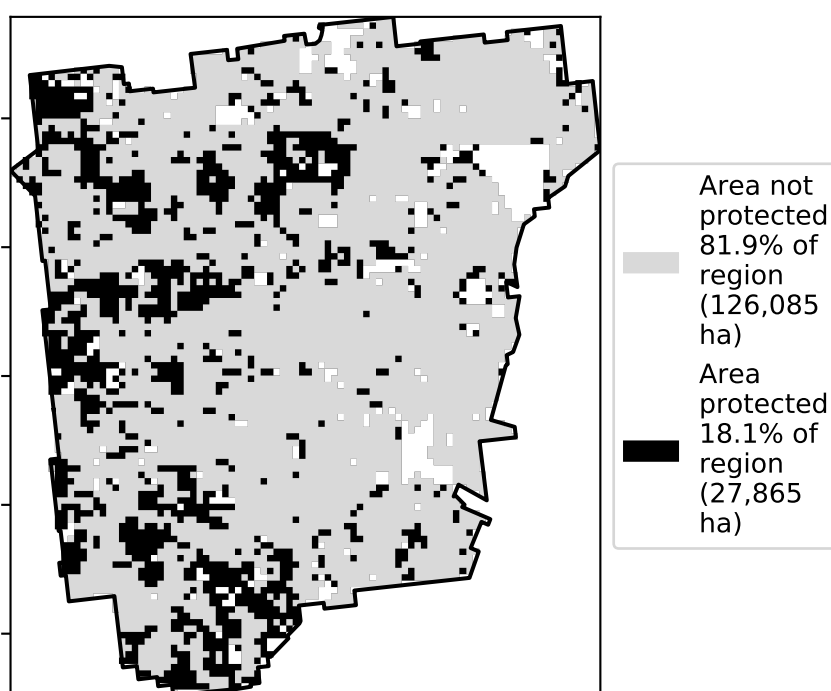 Area not
protected
81.9% of
region
(126,085
ha)
Area
protected
18.1% of
region
(27,865
ha)